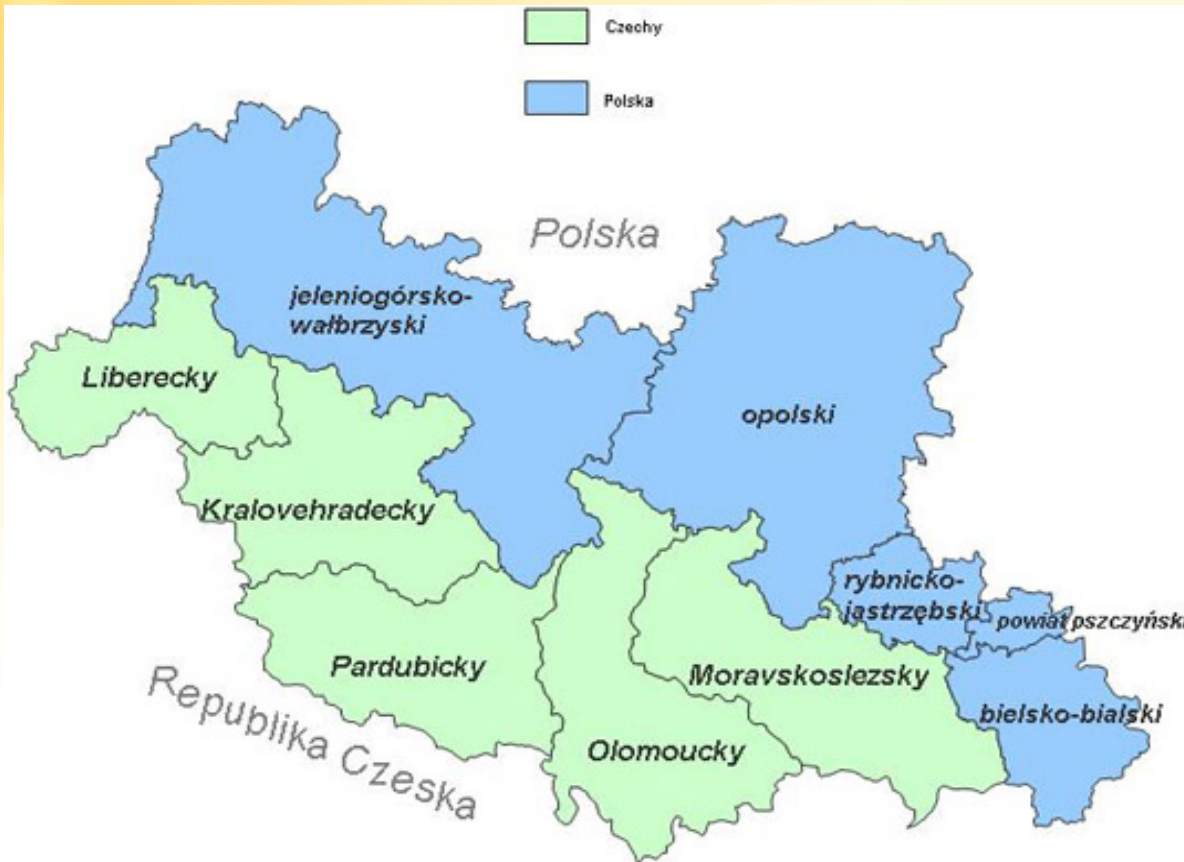 Czechy
Polska
Polska
jeleniogórsko-
wałbrzyski
Liberecky
opolski
Kralovehradecky
rybnicko-
jastrzębski
powiat pszczyński
Pardubicky
Moravskoslezsky
bielsko-bialski
Olomoucky
Republika Czeska